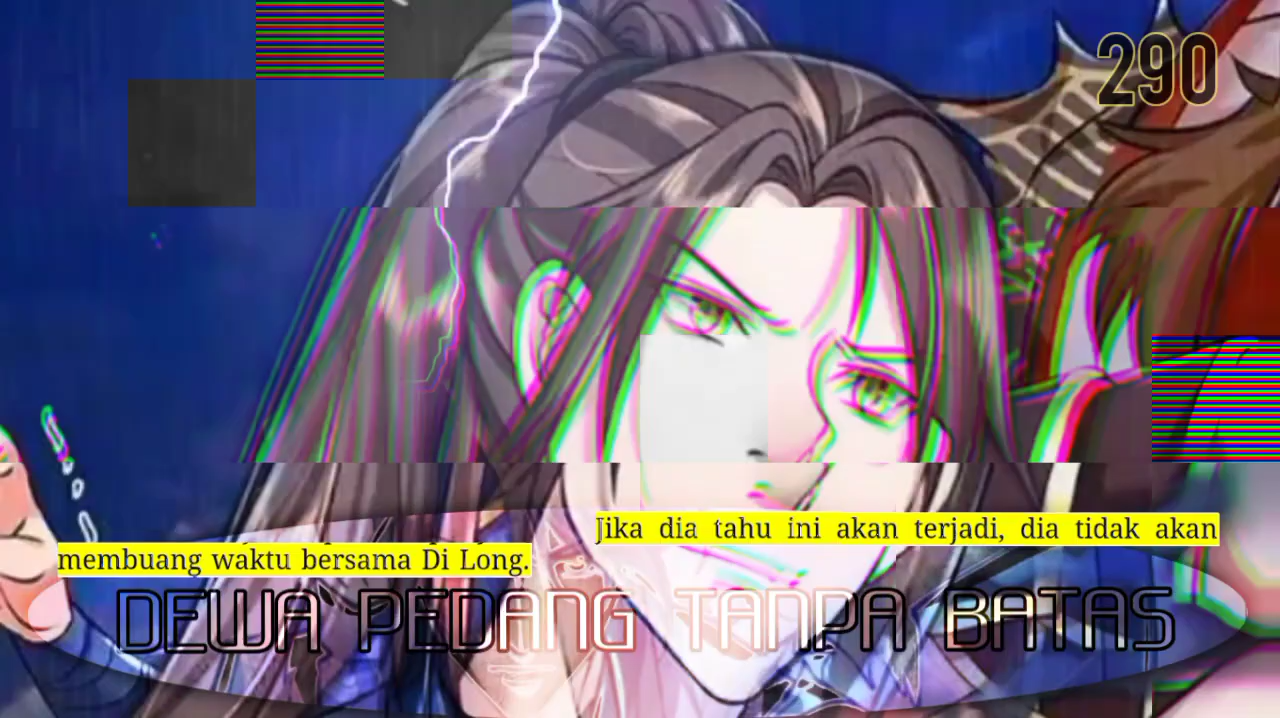 290
Jika dia tahu ini akan terjadi, dia tidak akan
membuang waktu bersama Di Long.
DEWA PEDANG TANPA BATAS